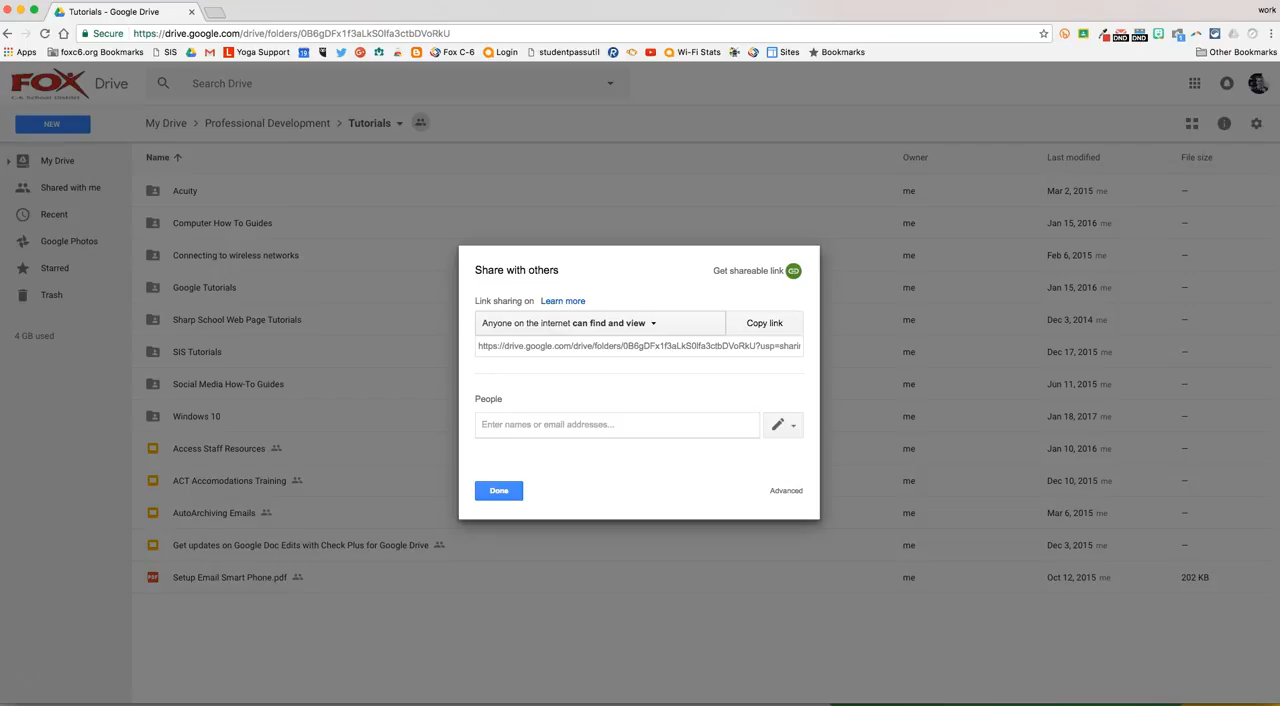 Tutorials - Google Drive
work
Secure https://drive.google.com/drive/folders/0B6gDFx1f3aLkS0lfa3ctbDVoRkU
Apps foxc6.org Bookmarks SIS Yoga Support Fox C-6 Login studentpassutil Wi-Fi Stats Sites Bookmarks Other Bookmarks
FOX Drive Search Drive
C-6 SCHOOL DISTRICT
NEW My Drive > Professional Development > Tutorials
Name Owner Last modified File size
My Drive
Shared with me
Recent
Google Photos
Starred
Trash
4 GB used
Acuity me Mar 2, 2015 me –
Computer How To Guides me Jan 15, 2016 me –
Connecting to wireless networks me Feb 6, 2015 me –
Google Tutorials me Jan 15, 2016 me –
Sharp School Web Page Tutorials me Dec 3, 2014 me –
SIS Tutorials me Dec 17, 2015 me –
Social Media How-To Guides me Jun 11, 2015 me –
Windows 10 me Jan 18, 2017 me –
Access Staff Resources me Jan 10, 2016 me –
ACT Accomodations Training me Dec 10, 2015 me –
AutoArchiving Emails me Mar 6, 2015 me –
Get updates on Google Doc Edits with Check Plus for Google Drive me Dec 3, 2015 me –
PDF Setup Email Smart Phone.pdf me Oct 12, 2015 me 202 KB
Share with others Get shareable link
Link sharing on Learn more
Anyone on the internet can find and view Copy link
https://drive.google.com/drive/folders/0B6gDFx1f3aLkS0lfa3ctbDVoRkU?usp=sharin
People
Enter names or email addresses...
Done Advanced